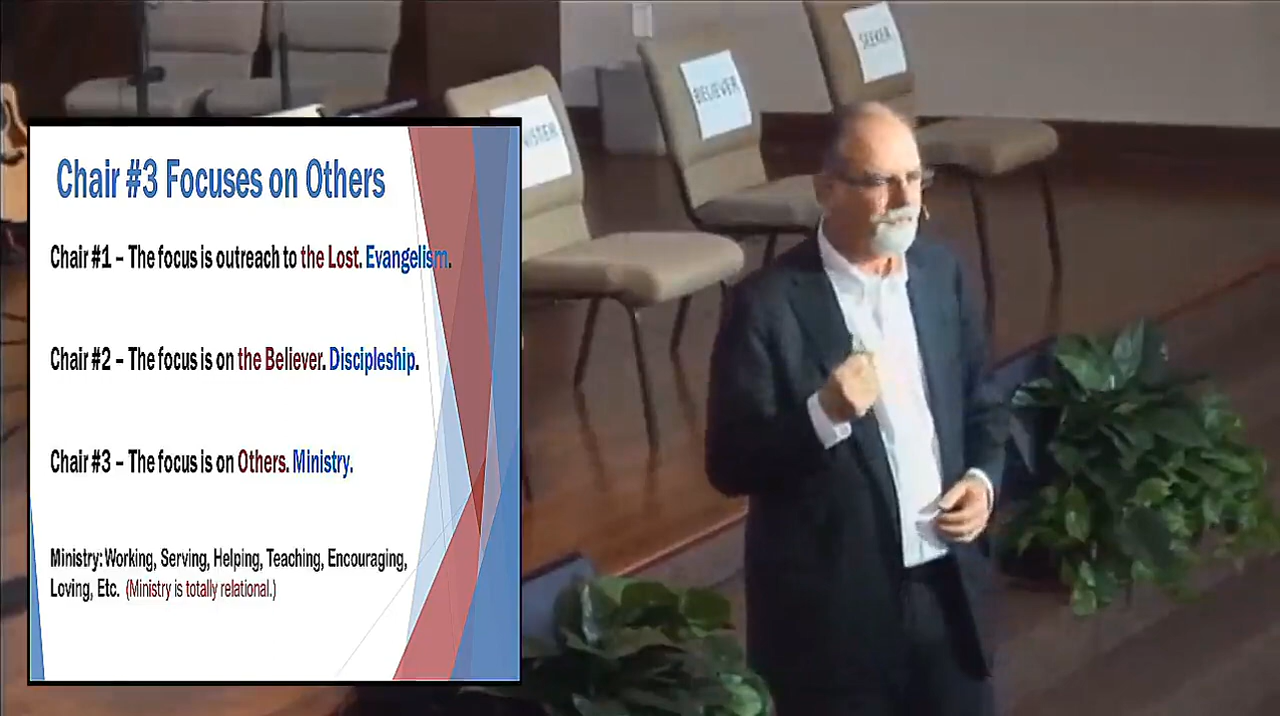 SEEKER
BELIEVER
Chair #3 Focuses on Others
Chair #1 – The focus is outreach to the Lost. Evangelism.
Chair #2 – The focus is on the Believer. Discipleship.
Chair #3 – The focus is on Others. Ministry.
Ministry: Working, Serving, Helping, Teaching, Encouraging,
Loving, Etc. (Ministry is totally relational.)